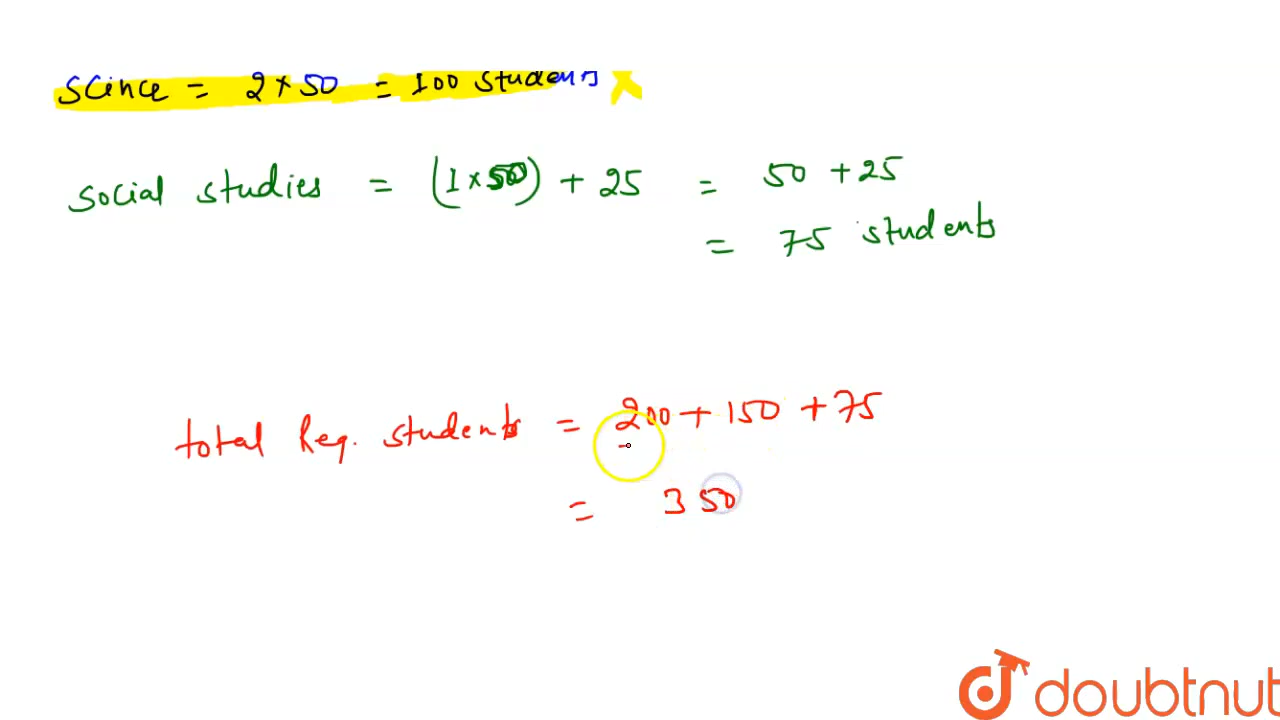 Scince = 2 × 50 = 100 students ×
social studies = (1 × 50) + 25 = 50 + 25
= 75 students
total Req. students = 200 + 150 + 75
= 350
doubtnut